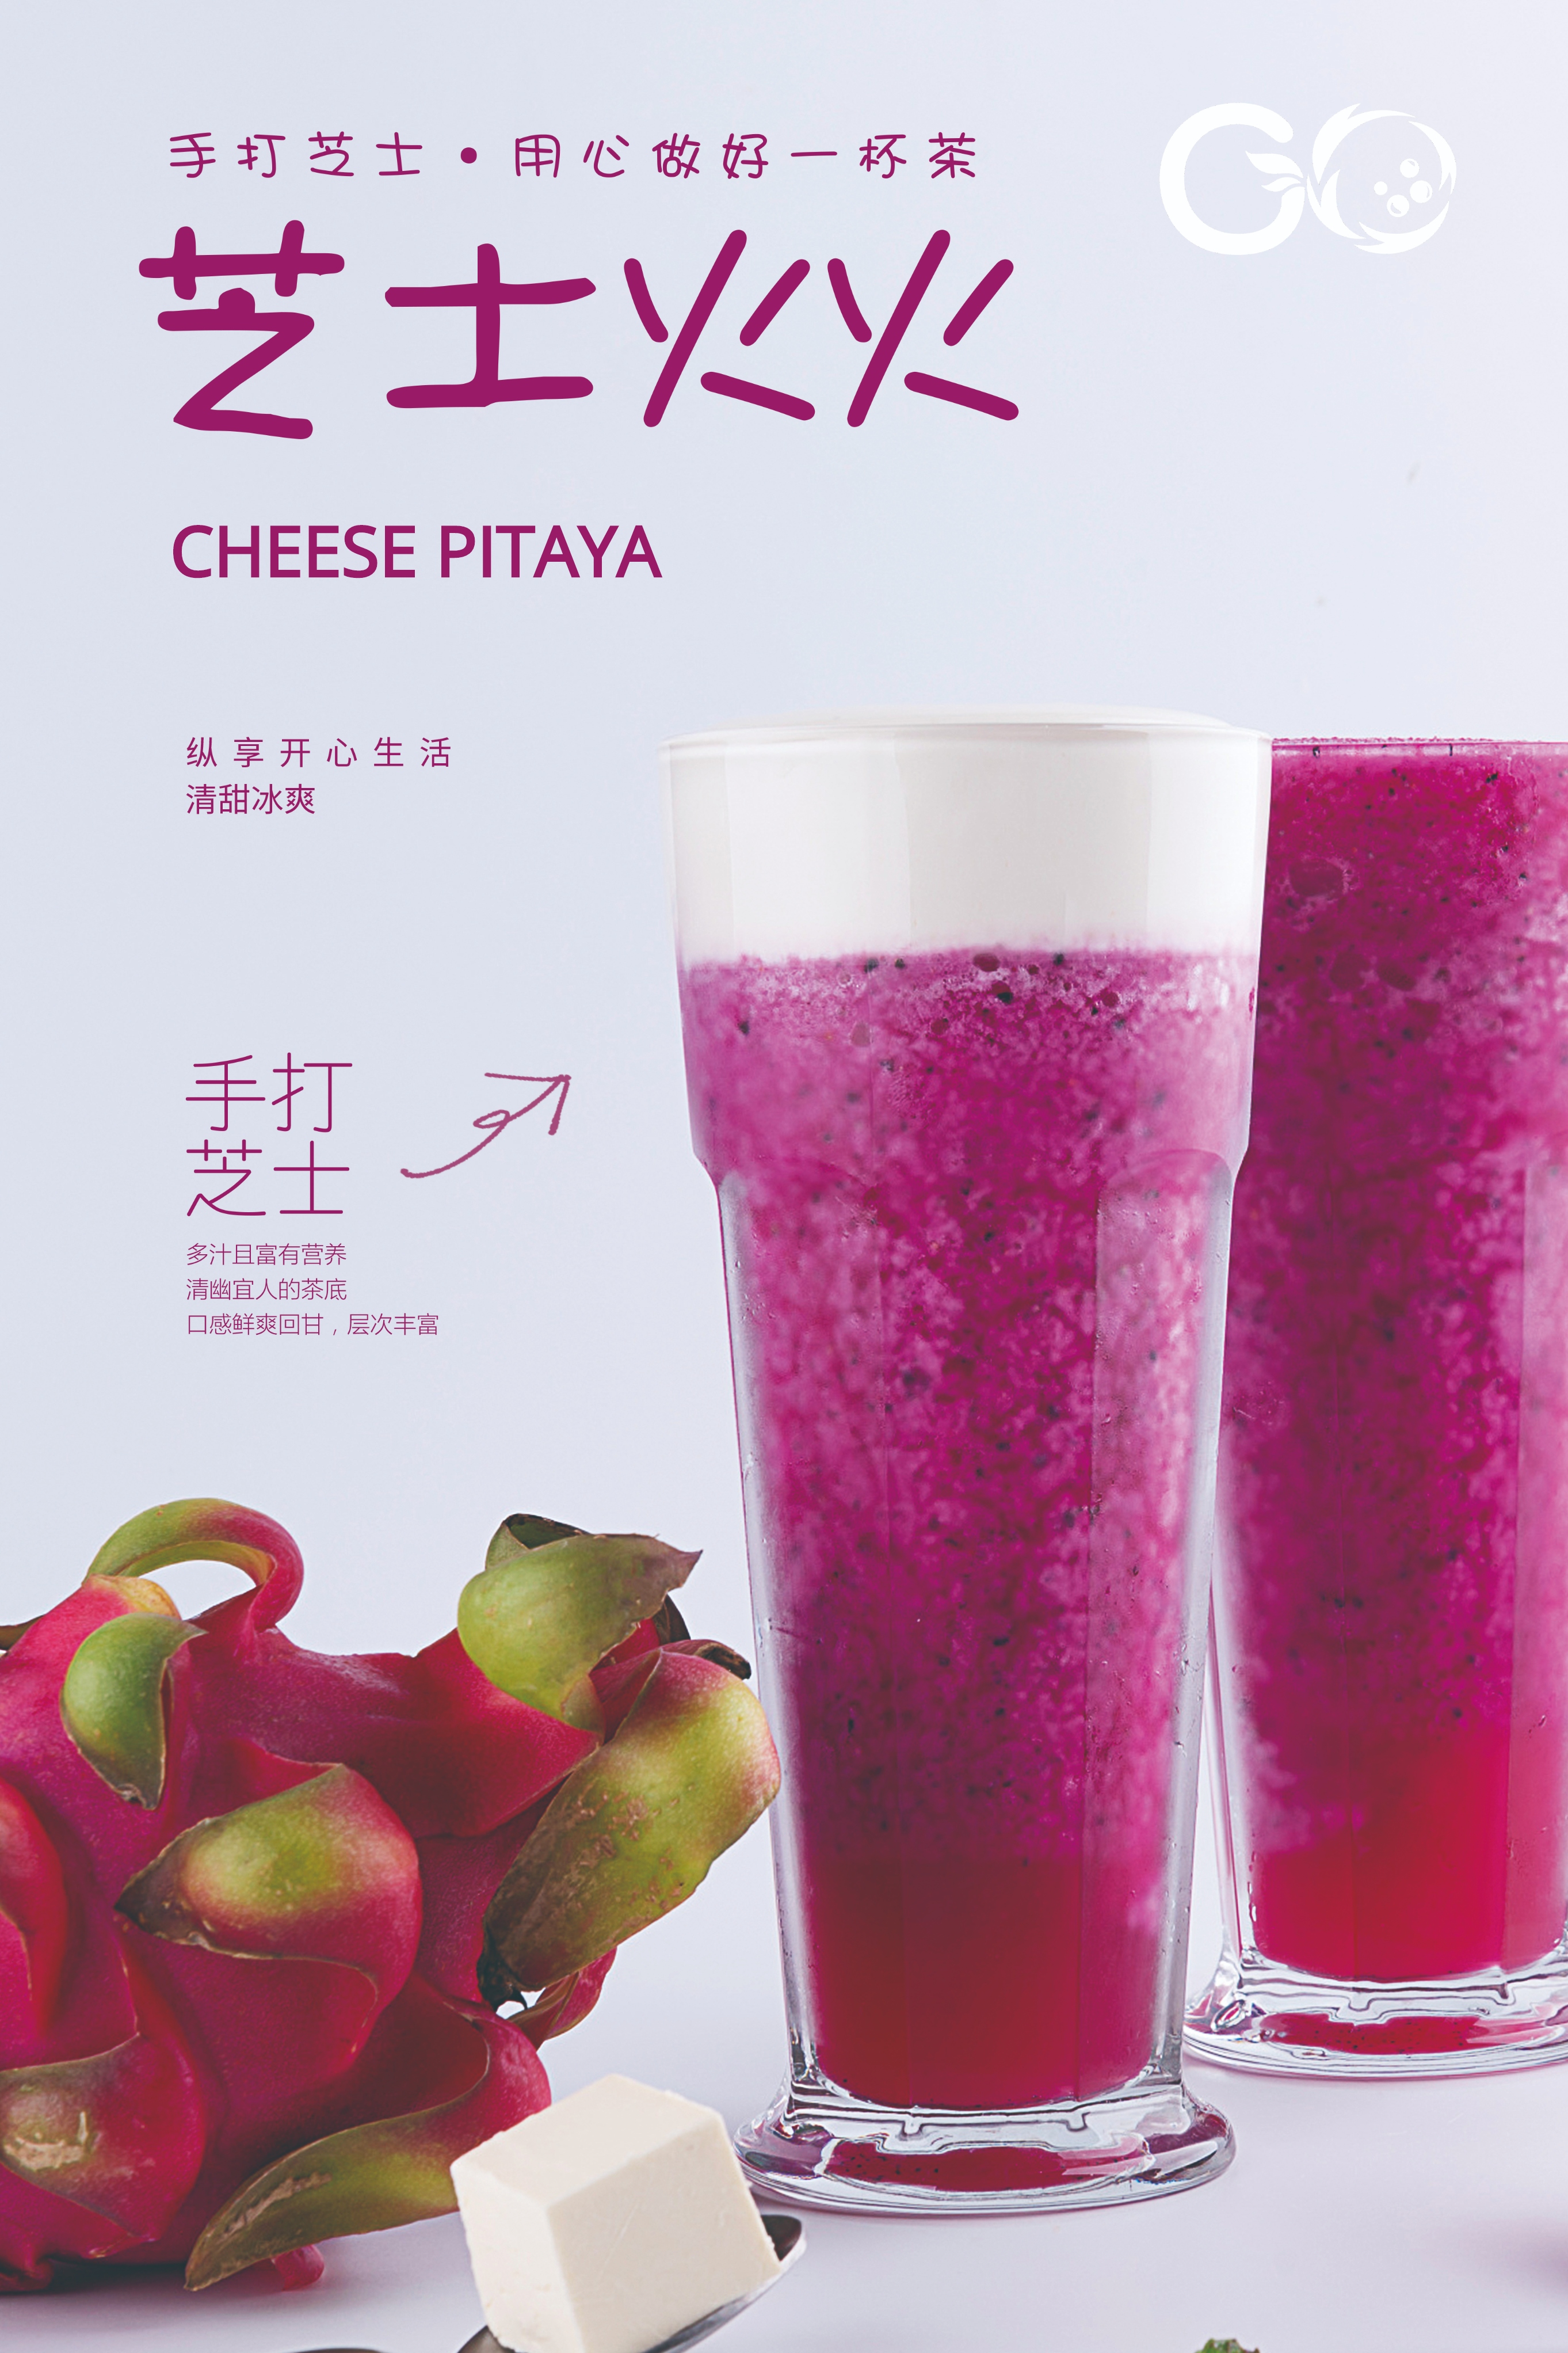 手打芝士·用心做好一杯茶
GO
芝士火火
CHEESE PITAYA
纵享开心生活
清甜冰爽
手打
芝士
多汁且富有营养
清幽宜人的茶底
口感鲜爽回甘，层次丰富